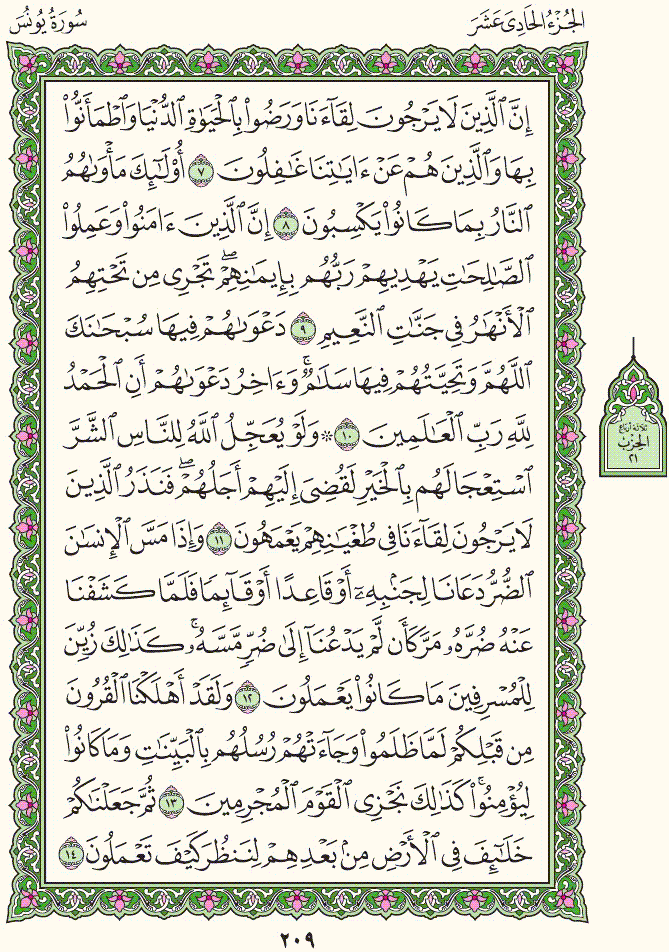 الجُزْءُ الحَادِى عَشَرَ
سُورَةُ يُونُسَ
إِنَّ ٱلَّذِينَ لَا يَرْجُونَ لِقَآءَنَا وَرَضُوا۟ بِٱلْحَيَوٰةِ ٱلدُّنْيَا وَٱطْمَأَنُّوا۟
بِهَا وَٱلَّذِينَ هُمْ عَنْ ءَايَٰتِنَا غَٰفِلُونَ ٧ أُو۟لَٰٓئِكَ مَأْوَىٰهُمُ
ٱلنَّارُ بِمَا كَانُوا۟ يَكْسِبُونَ ٨ إِنَّ ٱلَّذِينَ ءَامَنُوا۟ وَعَمِلُوا۟
ٱلصَّٰلِحَٰتِ يَهْدِيهِمْ رَبُّهُم بِإِيمَٰنِهِمْ ۖ تَجْرِى مِن تَحْتِهِمُ
ٱلْأَنْهَٰرُ فِى جَنَّٰتِ ٱلنَّعِيمِ ٩ دَعْوَىٰهُمْ فِيهَا سُبْحَٰنَكَ
ٱللَّهُمَّ وَتَحِيَّتُهُمْ فِيهَا سَلَٰمٌ ۚ وَءَاخِرُ دَعْوَىٰهُمْ أَنِ ٱلْحَمْدُ
لِلَّهِ رَبِّ ٱلْعَٰلَمِينَ ١٠ ۞ وَلَوْ يُعَجِّلُ ٱللَّهُ لِلنَّاسِ ٱلشَّرَّ
ٱسْتِعْجَالَهُم بِٱلْخَيْرِ لَقُضِىَ إِلَيْهِمْ أَجَلُهُمْ ۖ فَنَذَرُ ٱلَّذِينَ
لَا يَرْجُونَ لِقَآءَنَا فِى طُغْيَٰنِهِمْ يَعْمَهُونَ ١١ وَإِذَا مَسَّ ٱلْإِنسَٰنَ
ٱلضُّرُّ دَعَانَا لِجَنۢبِهِۦٓ أَوْ قَاعِدًا أَوْ قَآئِمًا فَلَمَّا كَشَفْنَا
عَنْهُ ضُرَّهُۥ مَرَّ كَأَن لَّمْ يَدْعُنَآ إِلَىٰ ضُرٍّ مَّسَّهُۥ ۚ كَذَٰلِكَ زُيِّنَ
لِلْمُسْرِفِينَ مَا كَانُوا۟ يَعْمَلُونَ ١٢ وَلَقَدْ أَهْلَكْنَا ٱلْقُرُونَ
مِن قَبْلِكُمْ لَمَّا ظَلَمُوا۟ وَجَآءَتْهُمْ رُسُلُهُم بِٱلْبَيِّنَٰتِ وَمَا كَانُوا۟
لِيُؤْمِنُوا۟ ۚ كَذَٰلِكَ نَجْزِى ٱلْقَوْمَ ٱلْمُجْرِمِينَ ١٣ ثُمَّ جَعَلْنَٰكُمْ
خَلَٰٓئِفَ فِى ٱلْأَرْضِ مِنۢ بَعْدِهِمْ لِنَنظُرَ كَيْفَ تَعْمَلُونَ ١٤
ثلاثة أرباع
الحزب
٢١
٢٠٩